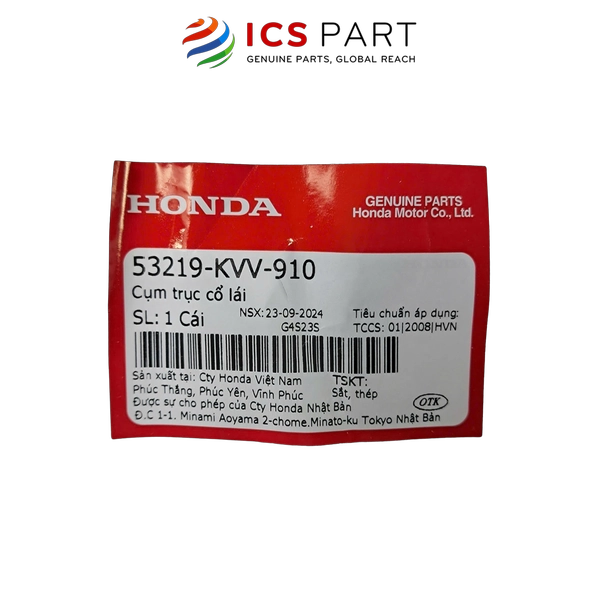 ICS PART
GENUINE PARTS, GLOBAL REACH
HONDA
GENUINE PARTS
Honda Motor Co., Ltd.
53219-KVV-910
Cụm trục cổ lái
SL: 1 Cái
NSX: 23-09-2024
G4S23S
Tiêu chuẩn áp dụng:
TCCS: 01|2008|HVN
Sản xuất tại: Cty Honda Việt Nam
Phúc Thắng, Phúc Yên, Vĩnh Phúc
TSKT:
Sắt, thép
Được sự cho phép của Cty Honda Nhật Bản
Đ.C 1-1. Minami Aoyama 2-chome.Minato-ku Tokyo Nhật Bản
OTK